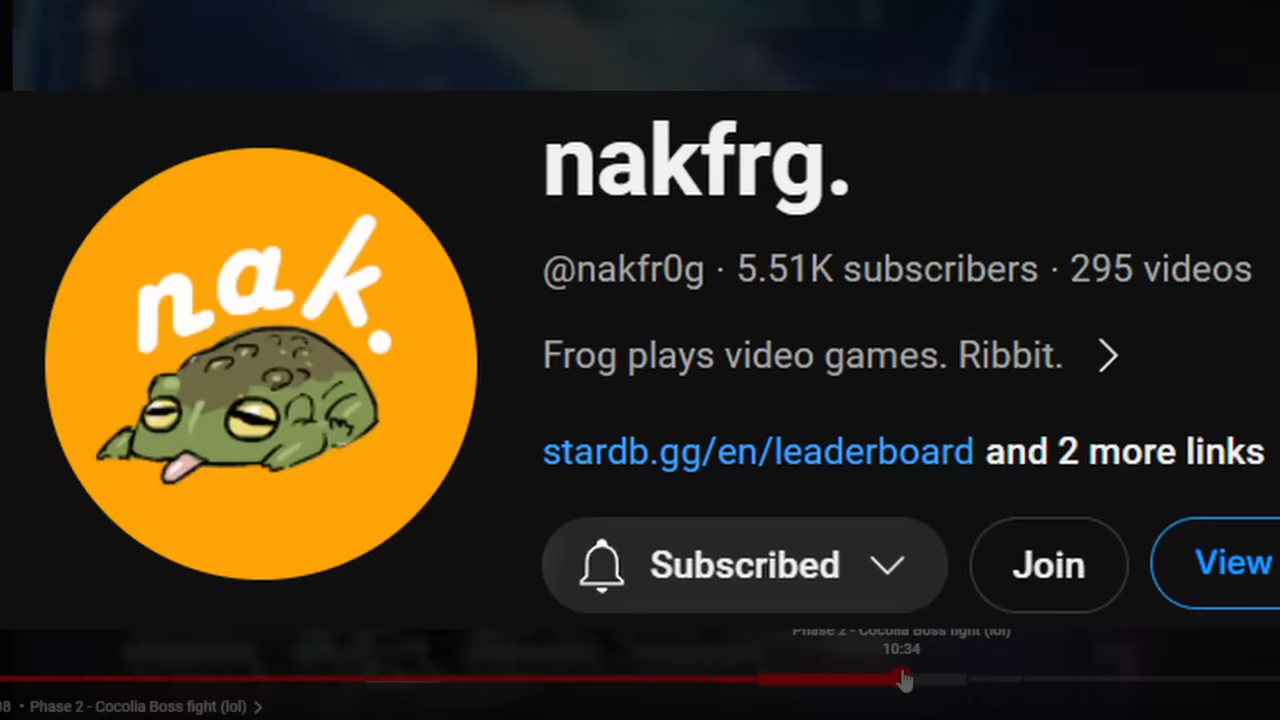 nak.
nakfrg.
@nakfr0g · 5.51K subscribers · 295 videos
Frog plays video games. Ribbit. >
stardb.gg/en/leaderboard and 2 more links
Subscribed
Join
View
Phase 2 - Cocolia Boss fight (lol)
10:34
08 • Phase 2 - Cocolia Boss fight (lol) >